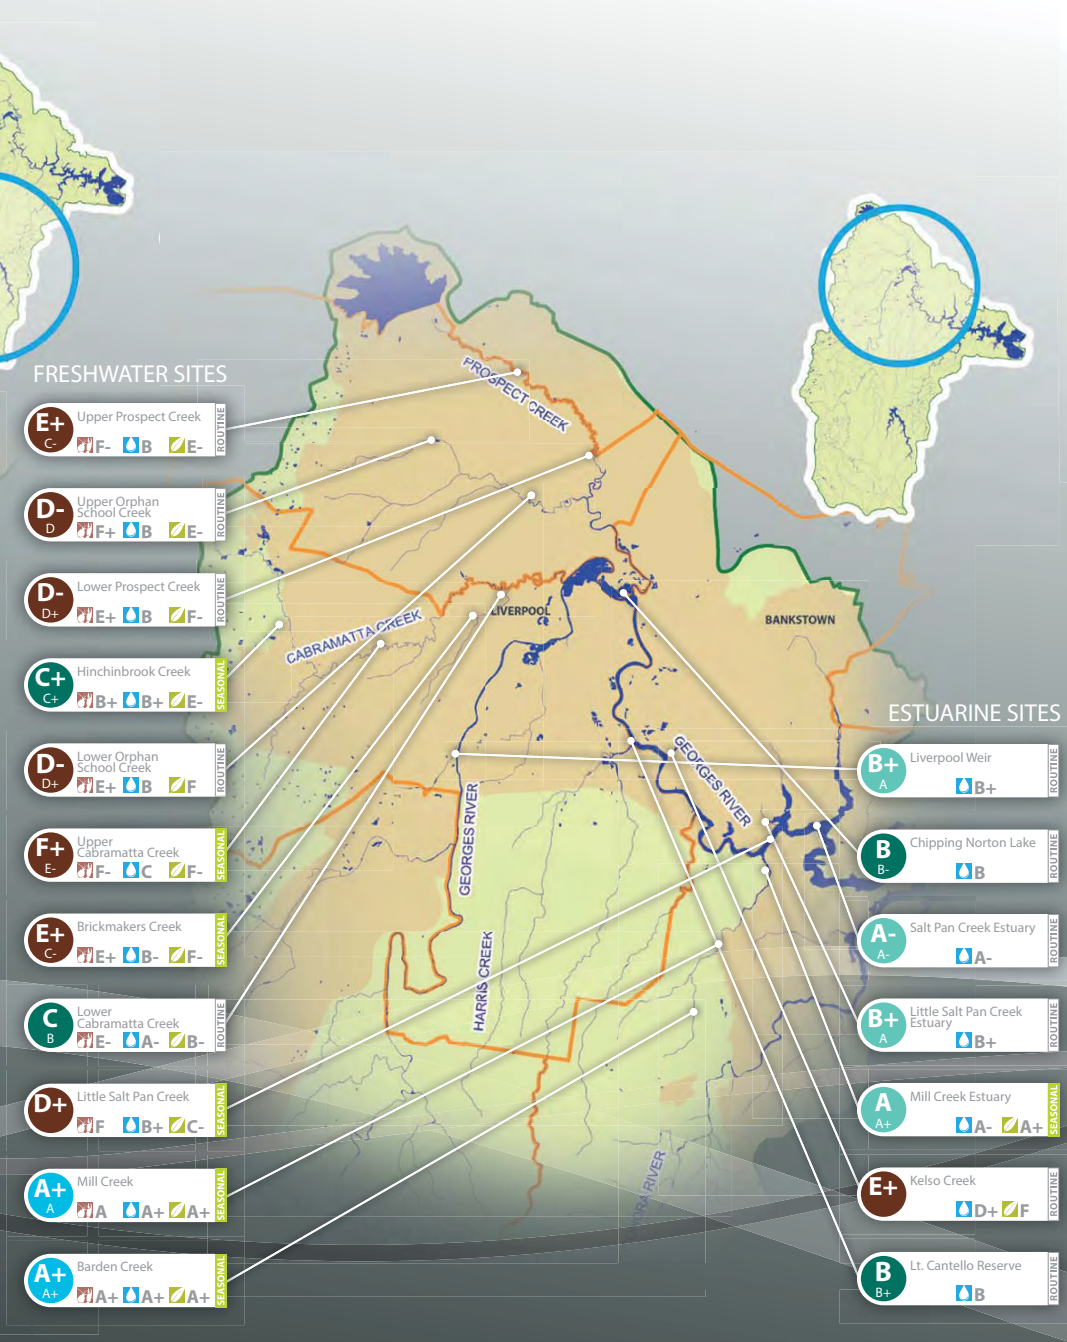 FRESHWATER SITES
E+
C-
Upper Prospect Creek
F- B E-
ROUTINE
D-
D
Upper Orphan
School Creek
F+ B E-
ROUTINE
D-
D+
Lower Prospect Creek
E+ B F-
ROUTINE
C+
C+
Hinchinbrook Creek
B+ B+ E-
SEASONAL
D-
D+
Lower Orphan
School Creek
E+ B F
ROUTINE
F+
E-
Upper
Cabramatta Creek
F- C F-
SEASONAL
E+
C-
Brickmakers Creek
E+ B- F-
SEASONAL
C
B
Lower
Cabramatta Creek
E- A- B-
ROUTINE
D+
Little Salt Pan Creek
F B+ C-
SEASONAL
A+
A
Mill Creek
A A+ A+
SEASONAL
A+
A+
Barden Creek
A+ A+ A+
SEASONAL
PROSPECT CREEK
CABRAMATTA CREEK
LIVERPOOL
BANKSTOWN
GEORGES RIVER
GEORGES RIVER
HARRIS CREEK
RIVER
ESTUARINE SITES
B+
A
Liverpool Weir
B+
ROUTINE
B
B-
Chipping Norton Lake
B
ROUTINE
A-
A-
Salt Pan Creek Estuary
A-
ROUTINE
B+
A
Little Salt Pan Creek
Estuary
B+
ROUTINE
A
A+
Mill Creek Estuary
A- A+
SEASONAL
E+
Kelso Creek
D+ F
ROUTINE
B
B+
Lt. Cantello Reserve
B
ROUTINE